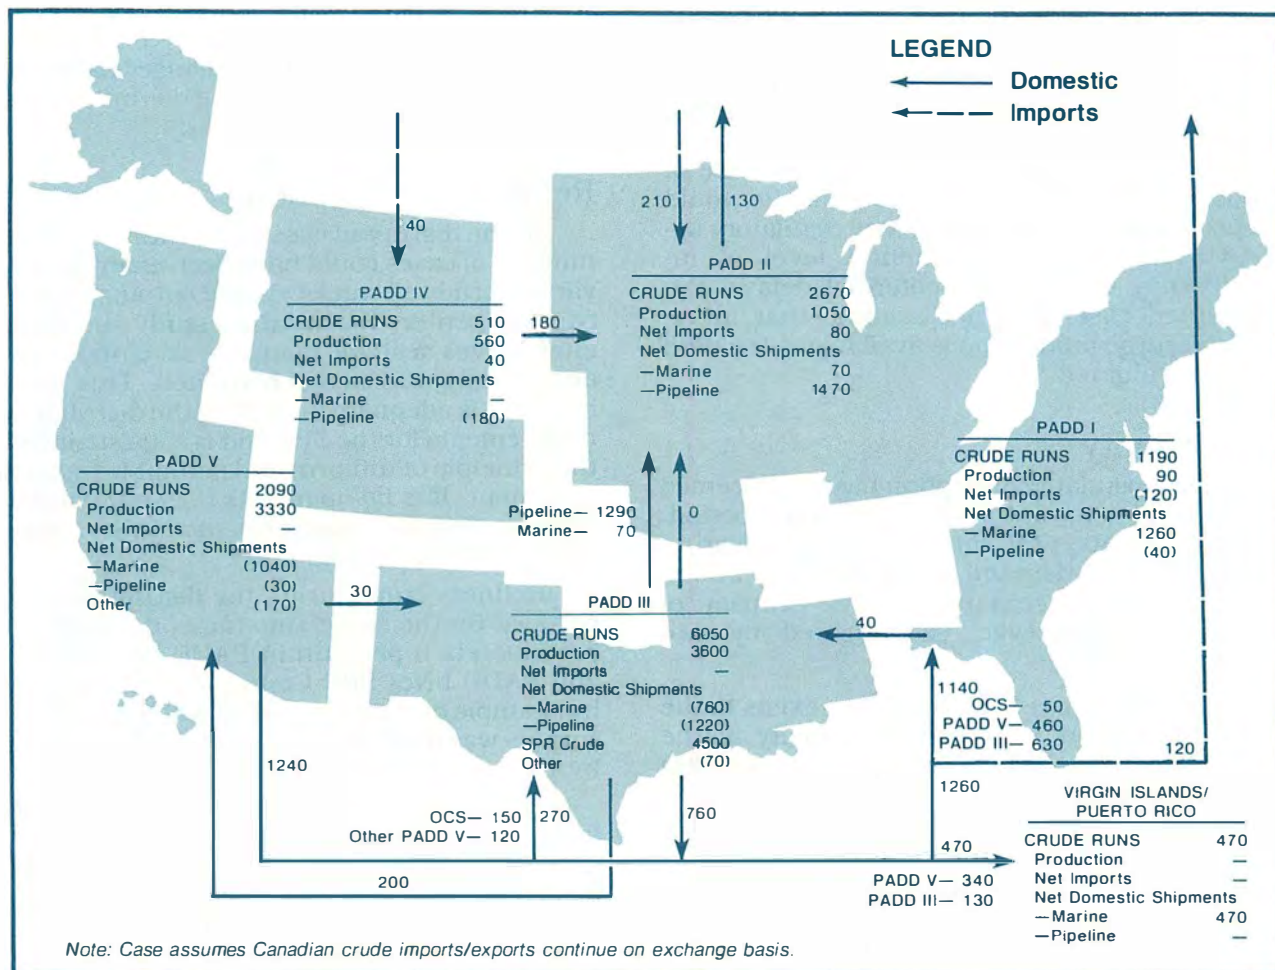 LEGEND
Domestic
Imports
40
210
130
PADD IV
CRUDE RUNS 510
Production 560
Net Imports 40
Net Domestic Shipments
—Marine —
—Pipeline (180)
180
PADD II
CRUDE RUNS 2670
Production 1050
Net Imports 80
Net Domestic Shipments
—Marine 70
—Pipeline 1470
PADD V
CRUDE RUNS 2090
Production 3330
Net Imports —
Net Domestic Shipments
—Marine (1040)
—Pipeline (30)
Other (170)
30
Pipeline— 1290
Marine— 70
0
PADD I
CRUDE RUNS 1190
Production 90
Net Imports (120)
Net Domestic Shipments
—Marine 1260
—Pipeline (40)
PADD III
CRUDE RUNS 6050
Production 3600
Net Imports —
Net Domestic Shipments
—Marine (760)
—Pipeline (1220)
SPR Crude 4500
Other (70)
40
1140
OCS— 50
PADD V— 460
PADD III— 630
120
1240
OCS— 150
Other PADD V— 120
270
760
1260
470
200
PADD V— 340
PADD III— 130
VIRGIN ISLANDS/
PUERTO RICO
CRUDE RUNS 470
Production —
Net Imports —
Net Domestic Shipments
—Marine 470
—Pipeline —
Note: Case assumes Canadian crude imports/exports continue on exchange basis.